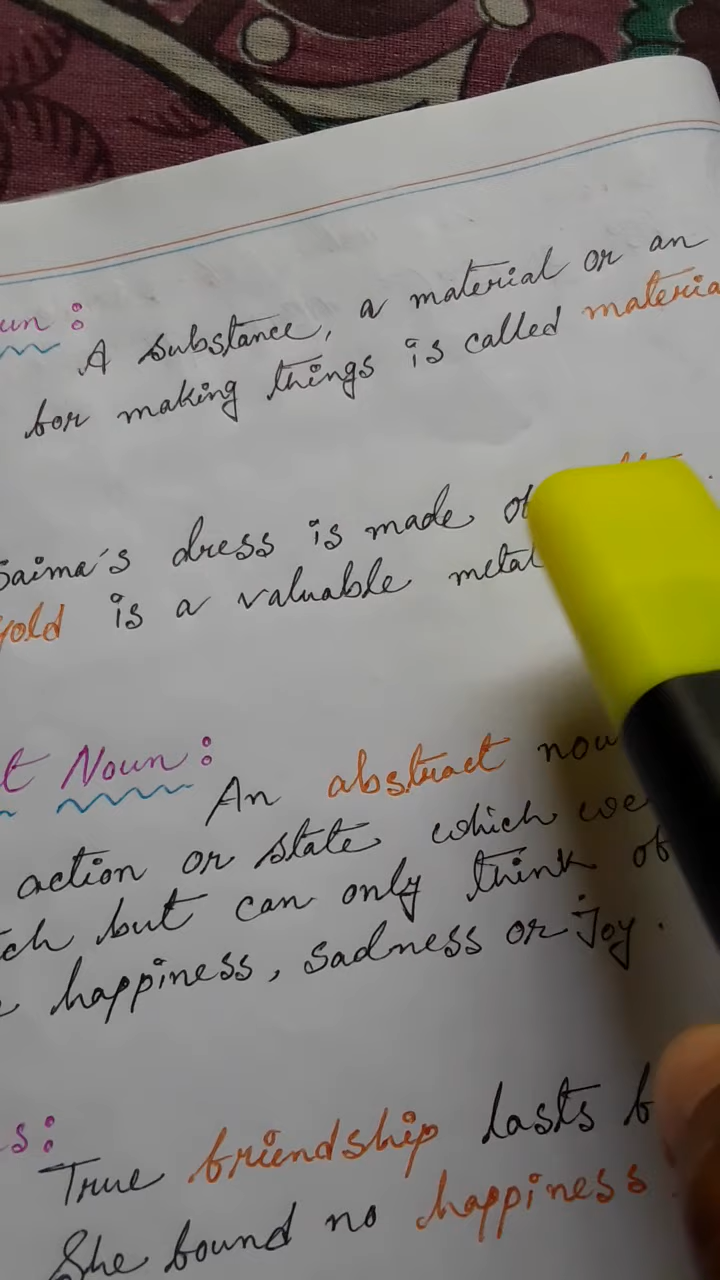 un :
A substance, a material or an
for making things is called materia
Saima's dress is made of
gold is a valuable metal
t Noun :
An abstract nou
action or state which we
ch but can only think of
happiness, sadness or Joy.
s:
True friendship lasts f
She found no happiness